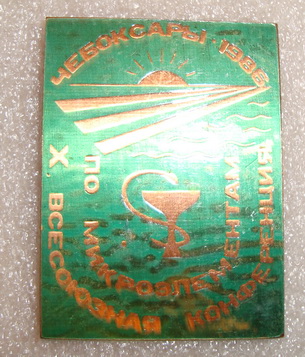 ЧЕБОКСАРЫ · 1986
X ВСЕСОЮЗНАЯ КОНФЕРЕНЦИЯ
ПО МИКРОЭЛЕМЕНТАМ